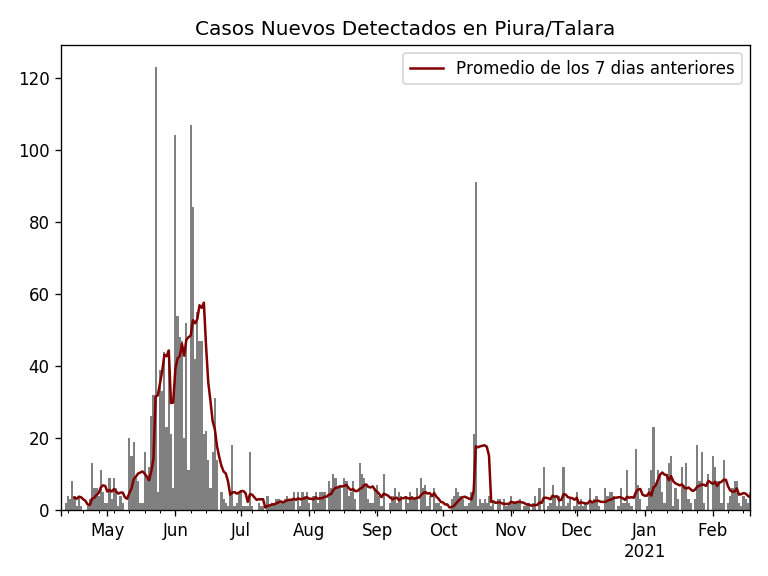 Casos Nuevos Detectados en Piura/Talara
Promedio de los 7 dias anteriores
120
100
80
60
40
20
0
May Jun Jul Aug Sep Oct Nov Dec Jan Feb
2021